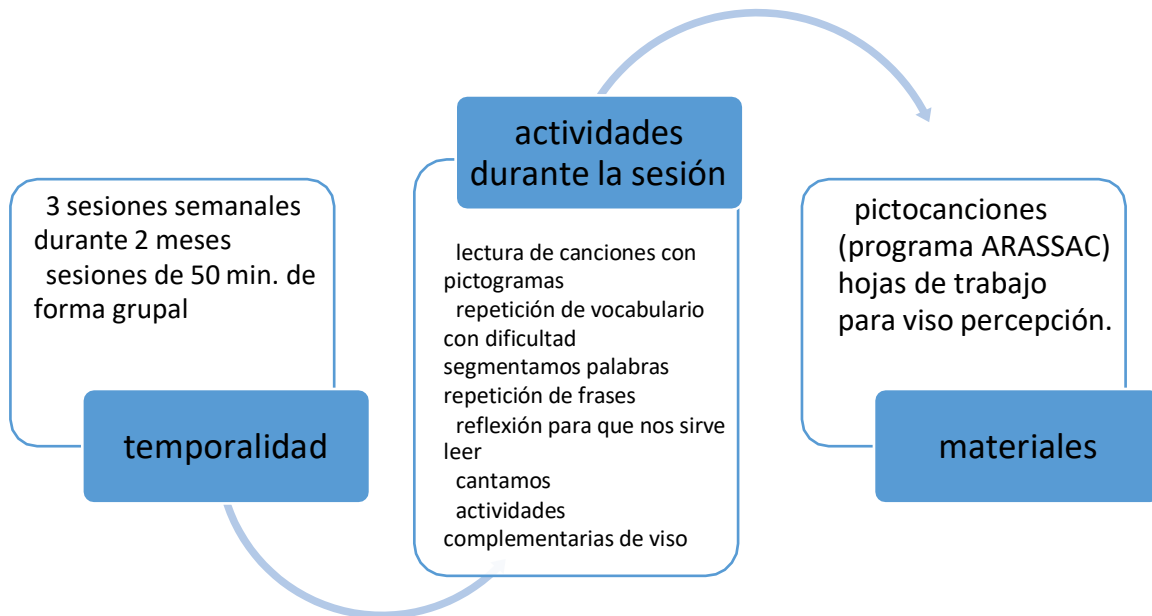 3 sesiones semanales
durante 2 meses
sesiones de 50 min. de
forma grupal
temporalidad
actividades
durante la sesión
lectura de canciones con
pictogramas
repetición de vocabulario
con dificultad
segmentamos palabras
repetición de frases
reflexión para que nos sirve
leer
cantamos
actividades
complementarias de viso
pictocanciones
(programa ARASSAC)
hojas de trabajo
para viso percepción.
materiales